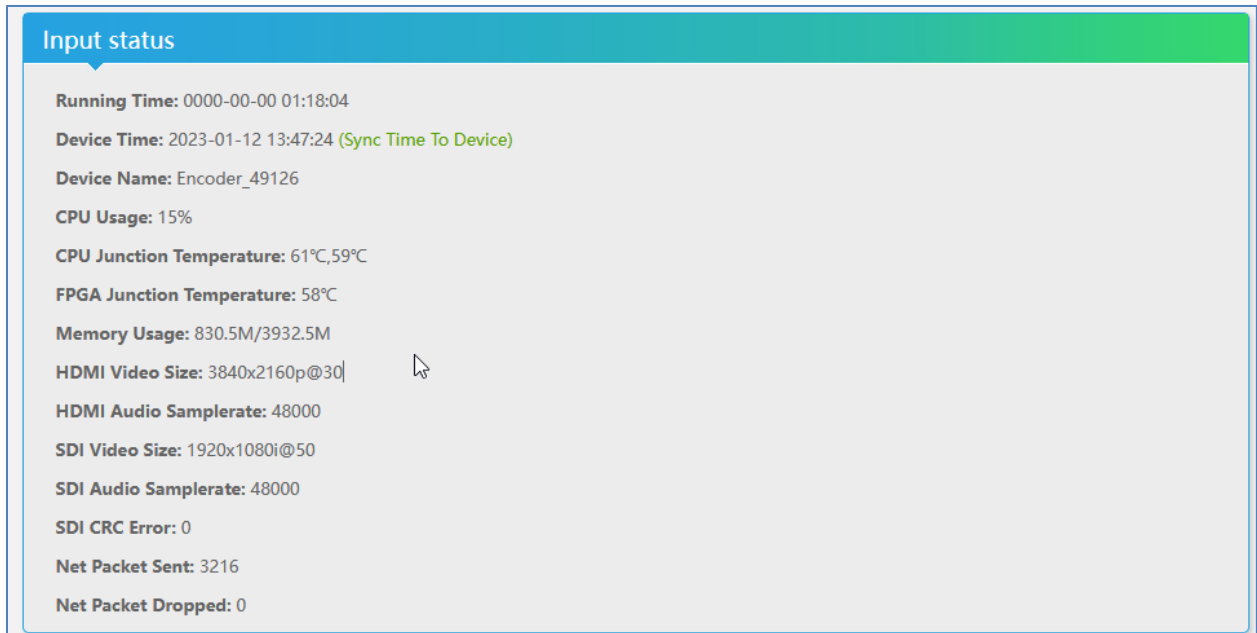 Input status
Running Time: 0000-00-00 01:18:04
Device Time: 2023-01-12 13:47:24 (Sync Time To Device)
Device Name: Encoder_49126
CPU Usage: 15%
CPU Junction Temperature: 61℃,59℃
FPGA Junction Temperature: 58℃
Memory Usage: 830.5M/3932.5M
HDMI Video Size: 3840x2160p@30
HDMI Audio Samplerate: 48000
SDI Video Size: 1920x1080i@50
SDI Audio Samplerate: 48000
SDI CRC Error: 0
Net Packet Sent: 3216
Net Packet Dropped: 0